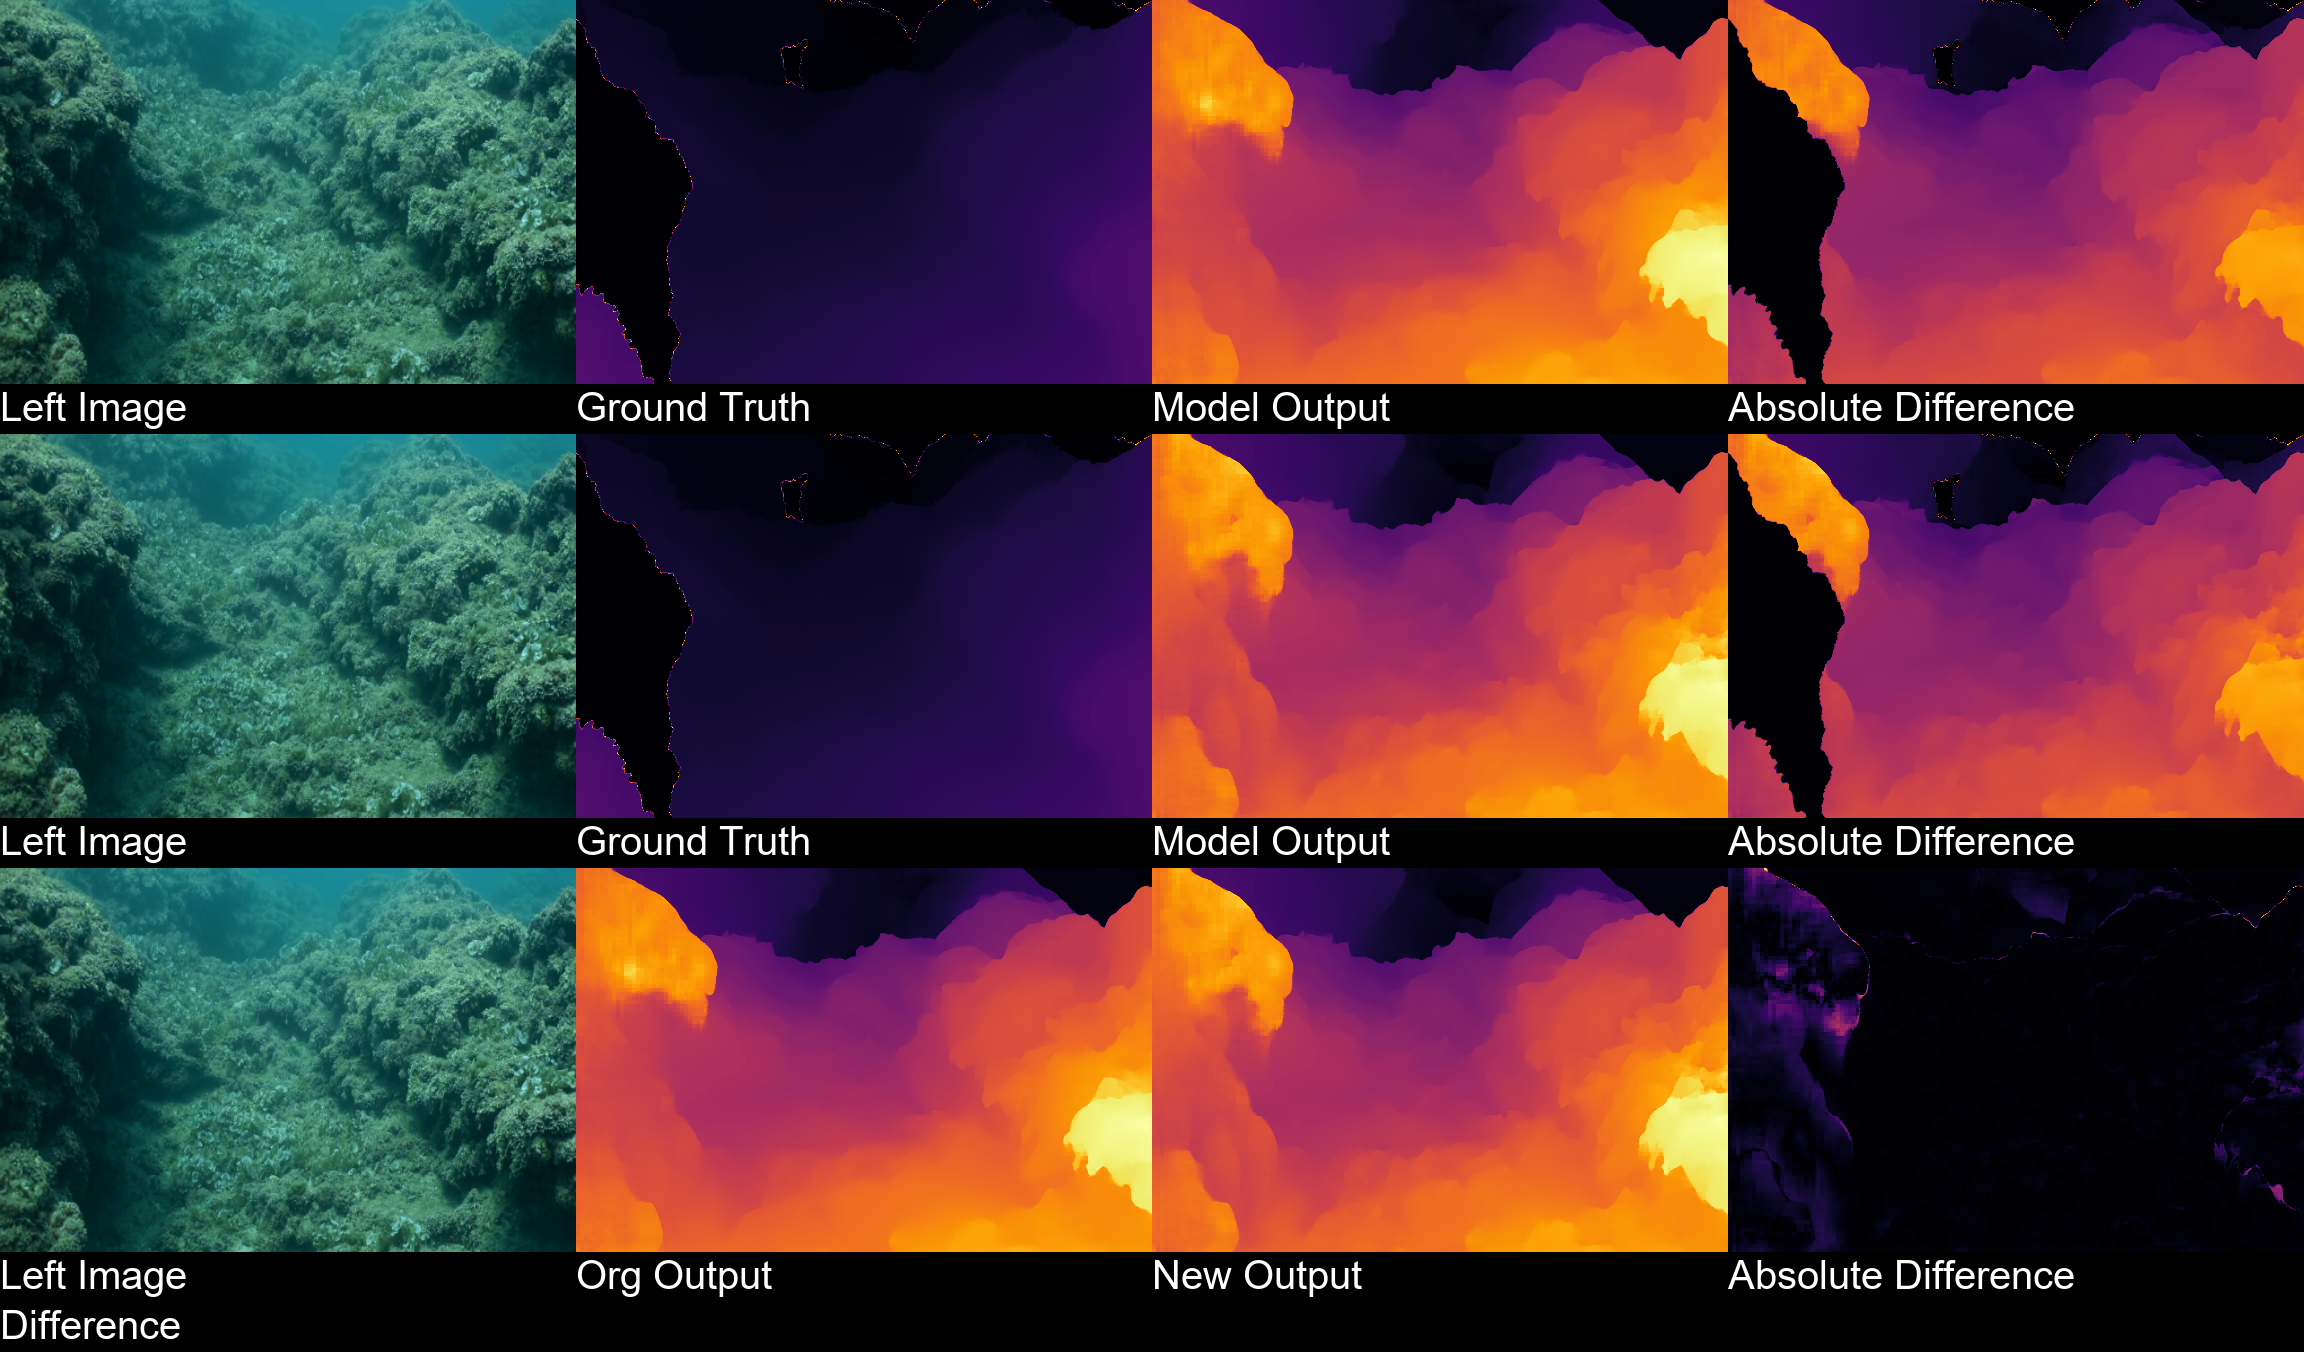 Left Image
Ground Truth
Model Output
Absolute Difference
Left Image
Ground Truth
Model Output
Absolute Difference
Left Image
Org Output
New Output
Absolute Difference
Difference